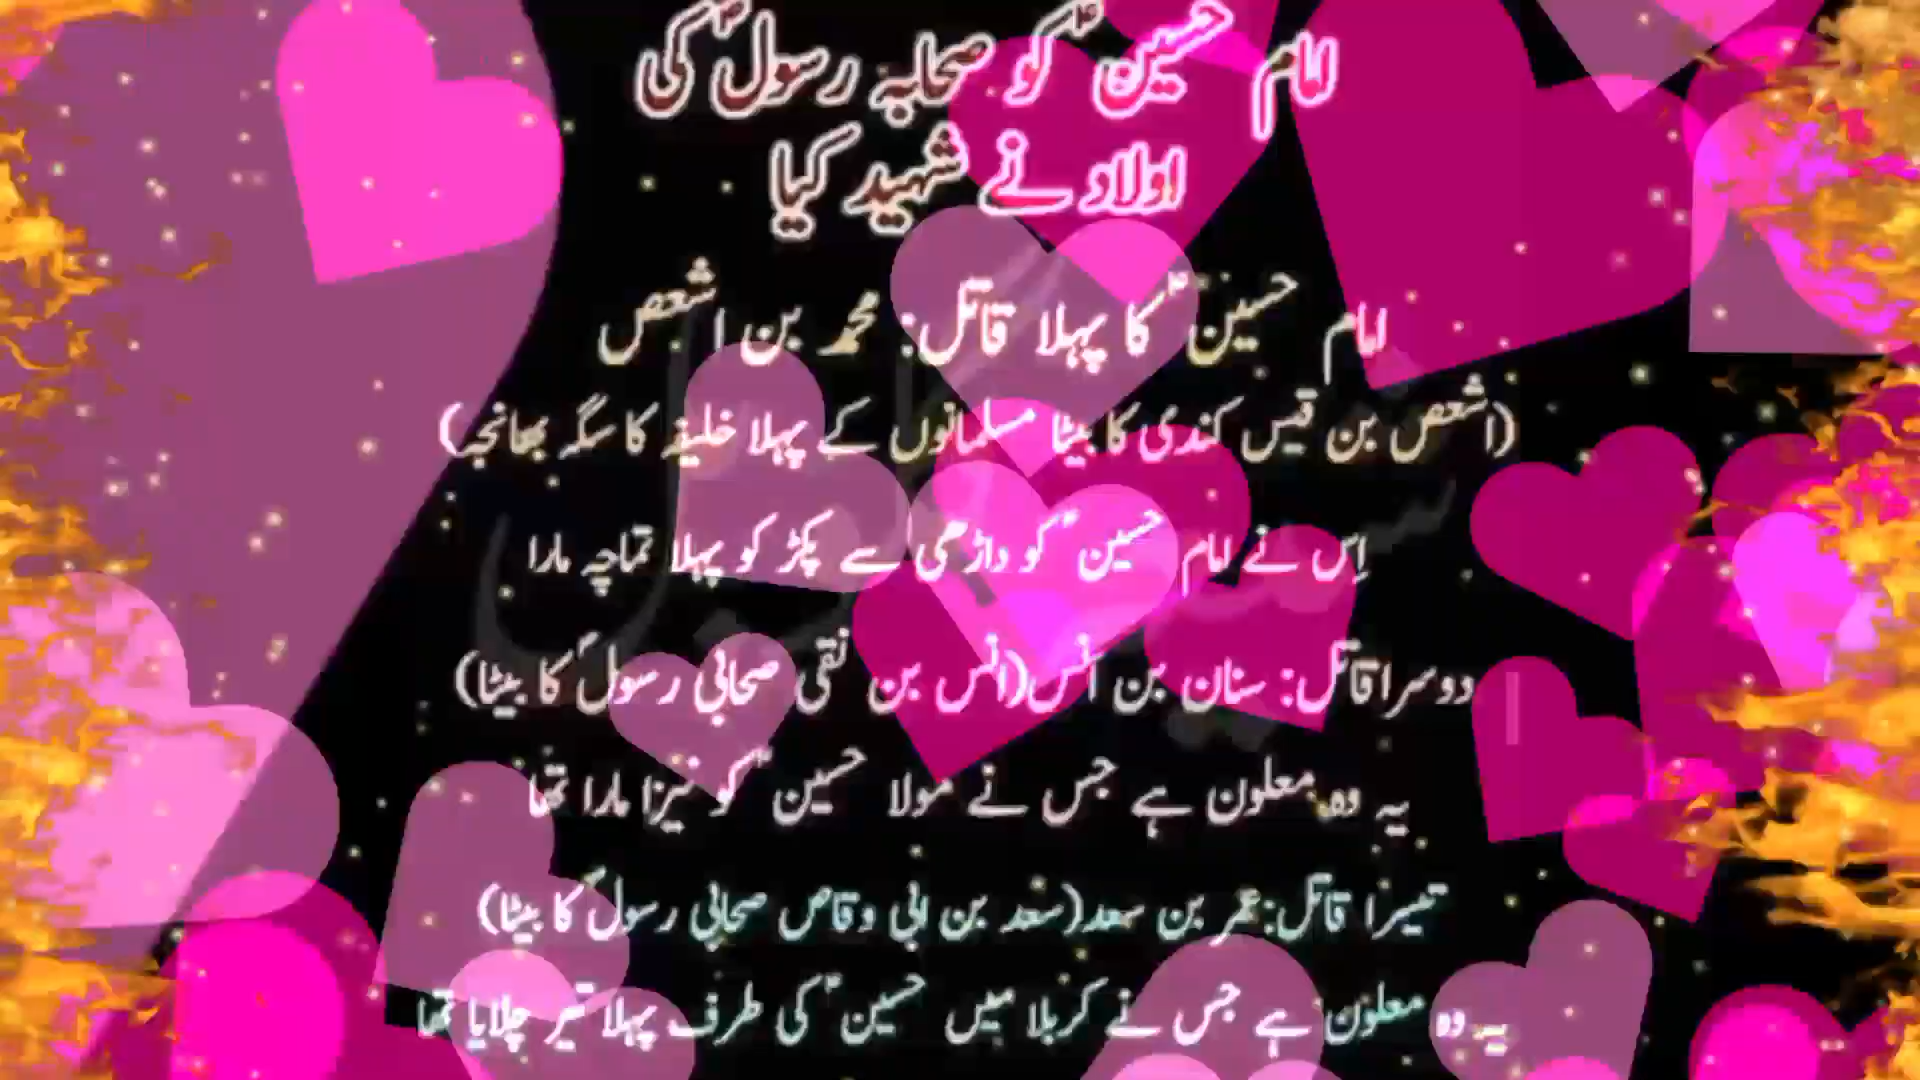 امام حسینؑ کو صحابہ رسولؐ کی
اولاد نے شہید کیا
امام حسینؑ کا پہلا قاتل: محمد بن اشعص
(اشعص بن قیس کندی کا بیٹا مسلمانوں کے پہلا خلیفہ کا سگہ بھانجہ)
اِس نے امام حسینؑ کو داڑھی سے پکڑ کو پہلا تماچہ مارا
دوسرا قاتل: سنان بن انس (انس بن نقی صحابی رسولؐ کا بیٹا)
یہ وہ معلون ہے جس نے مولا حسینؑ کو نیزا مارا تھا
تیسرا قاتل: عمر بن سعد (سعد بن ابی وقاص صحابی رسولؐ کا بیٹا)
یہ وہ معلون ہے جس نے کربلا میں حسینؑ کی طرف پہلا تیر چلایا تھا